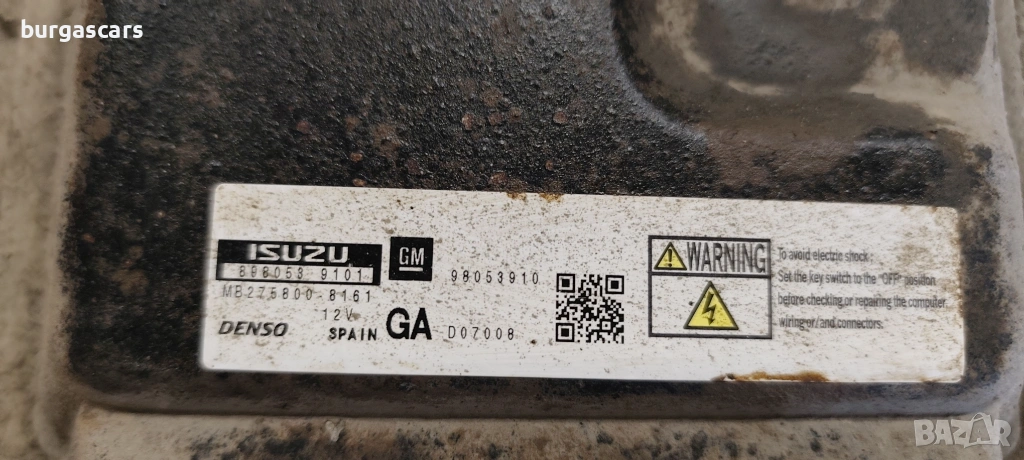 burgascars
ISUZU
898053 9101
GM
98053910
MB275800-8161
12V
DENSO
SPAIN
GA
D07008
WARNING
To avoid electric shock :
Set the key switch to the "OFF" position
before checking or repairing the computer
wiring or/and connectors.
BAZAR